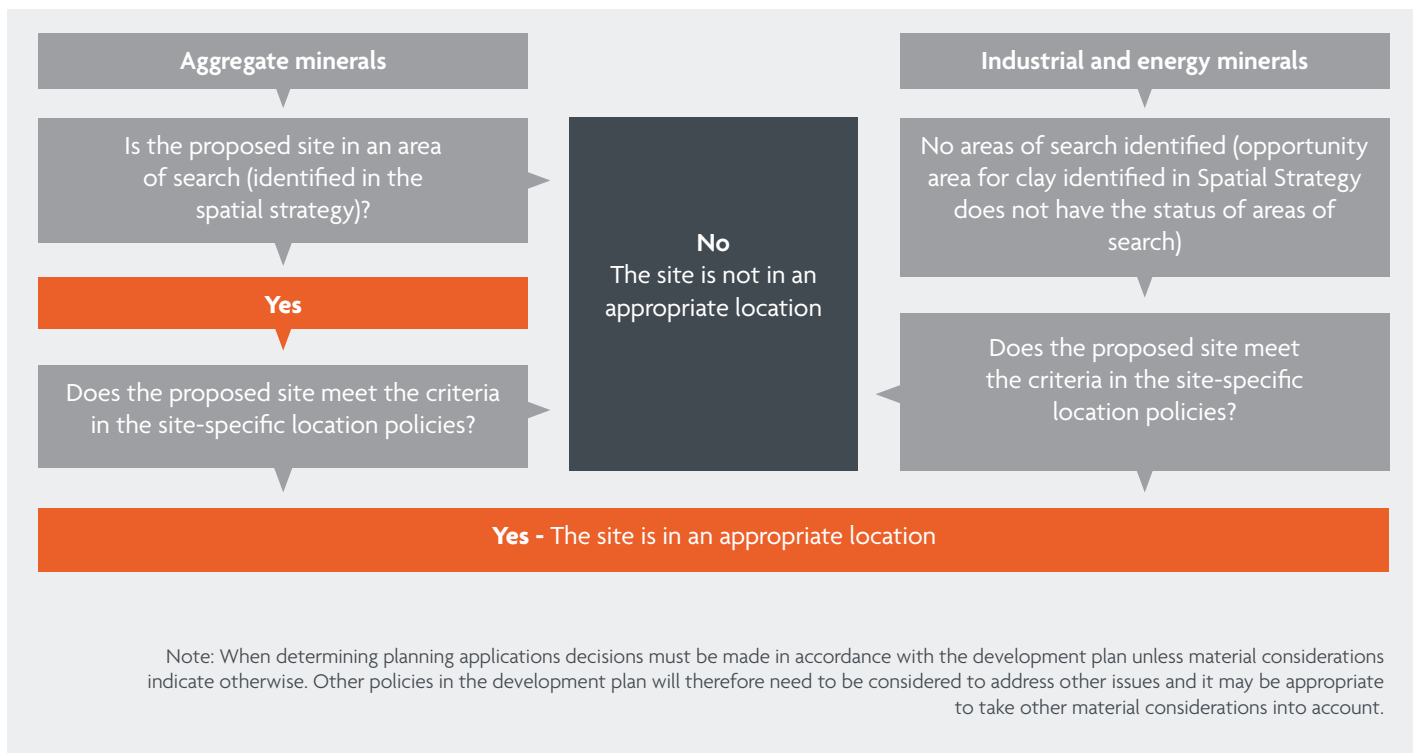 Aggregate minerals
Is the proposed site in an area
of search (identified in the
spatial strategy)?
Yes
Does the proposed site meet the criteria
in the site-specific location policies?
No
The site is not in an
appropriate location
Industrial and energy minerals
No areas of search identified (opportunity
area for clay identified in Spatial Strategy
does not have the status of areas of
search)
Does the proposed site meet
the criteria in the site-specific
location policies?
Yes - The site is in an appropriate location
Note: When determining planning applications decisions must be made in accordance with the development plan unless material considerations
indicate otherwise. Other policies in the development plan will therefore need to be considered to address other issues and it may be appropriate
to take other material considerations into account.